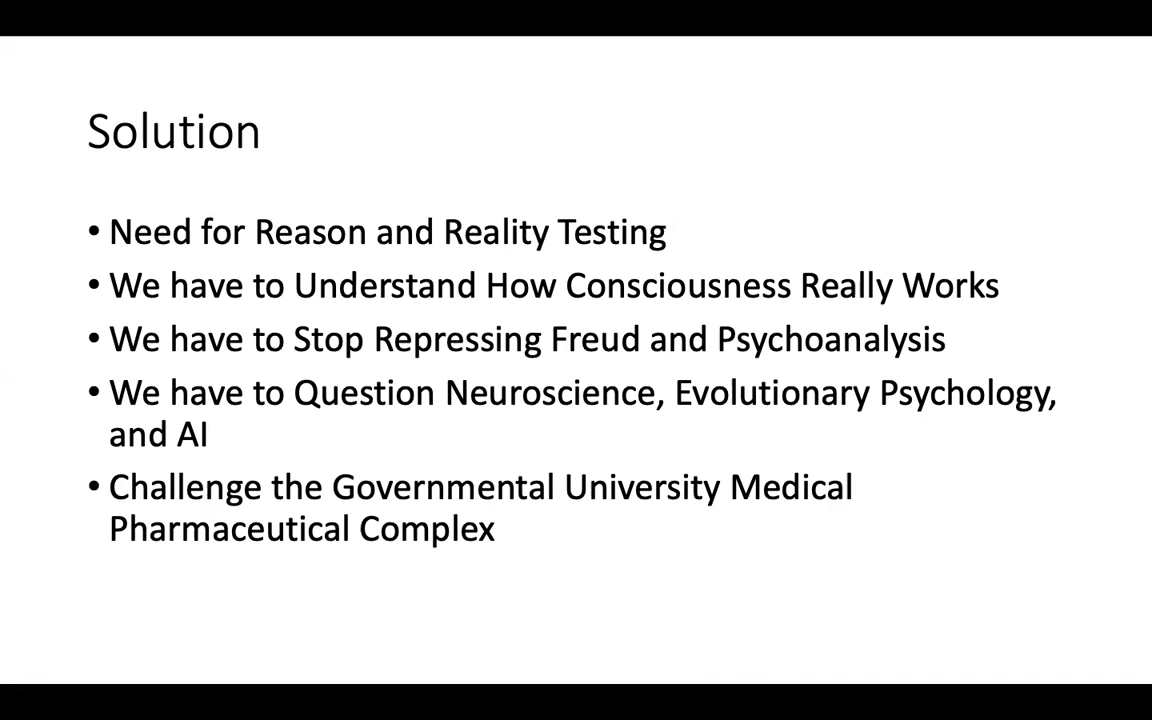 Solution
• Need for Reason and Reality Testing
• We have to Understand How Consciousness Really Works
• We have to Stop Repressing Freud and Psychoanalysis
• We have to Question Neuroscience, Evolutionary Psychology,
and AI
• Challenge the Governmental University Medical
Pharmaceutical Complex